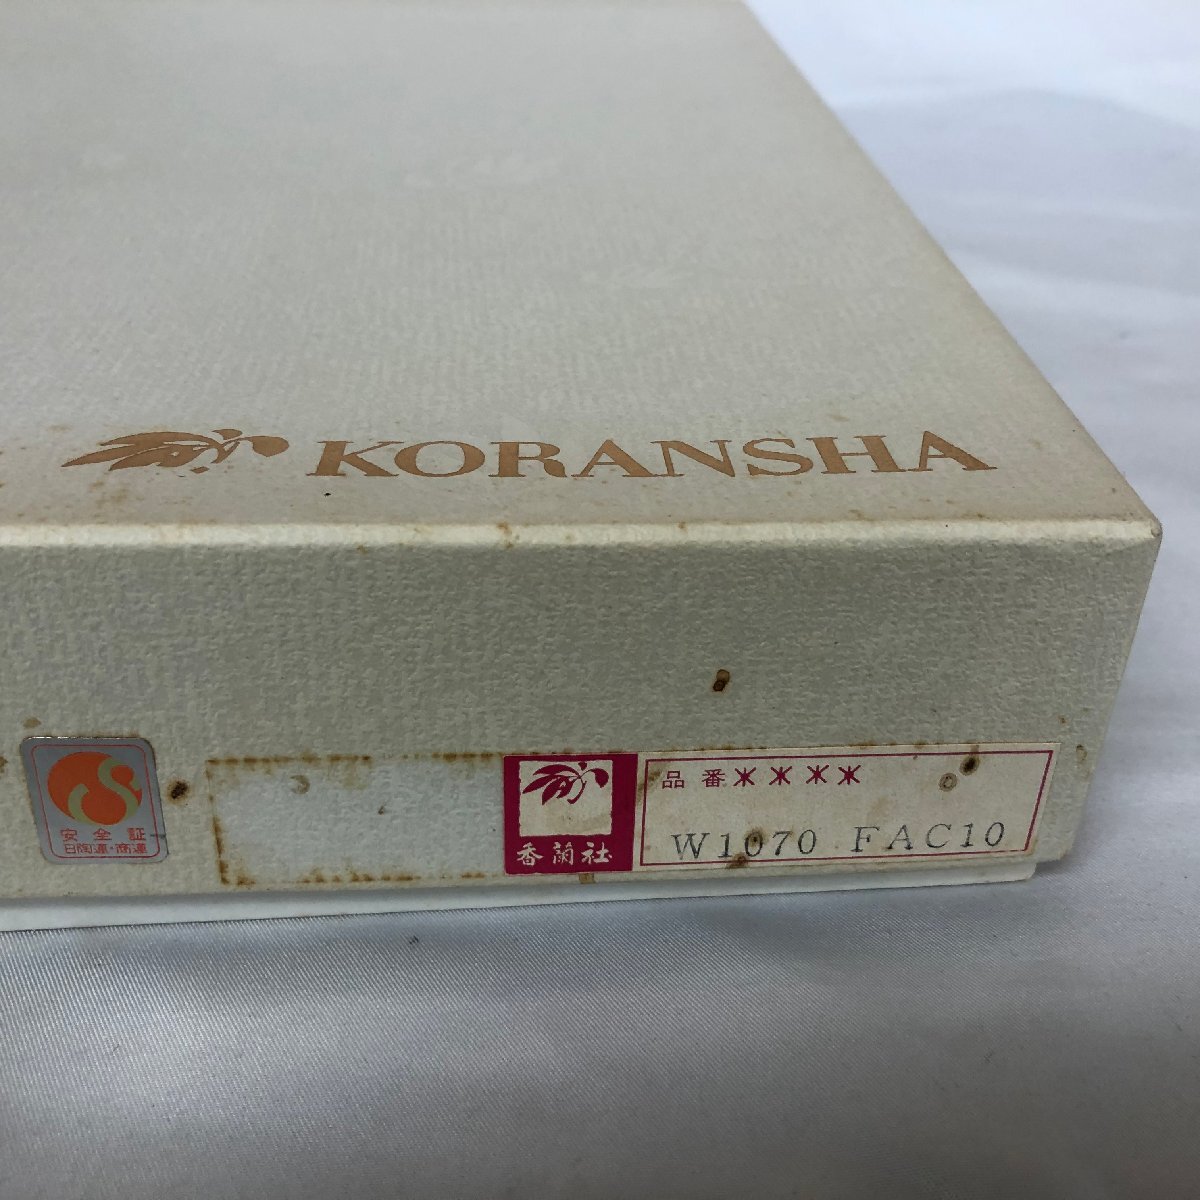 KORANSHA
安全証
日陶連・商連
香蘭社
品番＊＊＊＊
W1070 FAC10